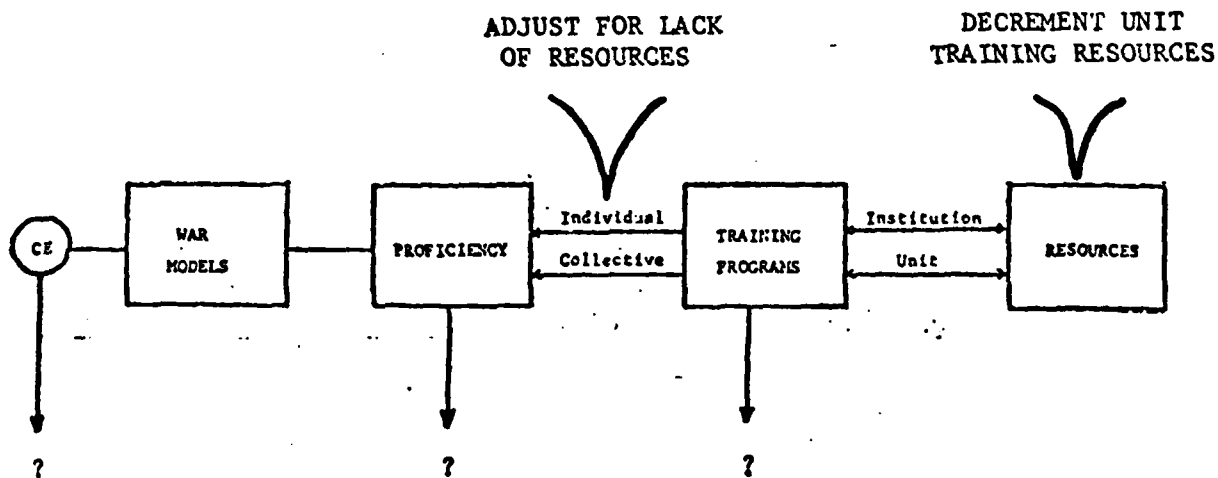 ADJUST FOR LACK
OF RESOURCES
DECREMENT UNIT
TRAINING RESOURCES
CE
WAR
MODELS
PROFICIENCY
Individual
Collective
TRAINING
PROGRAMS
Institution
Unit
RESOURCES
?
?
?